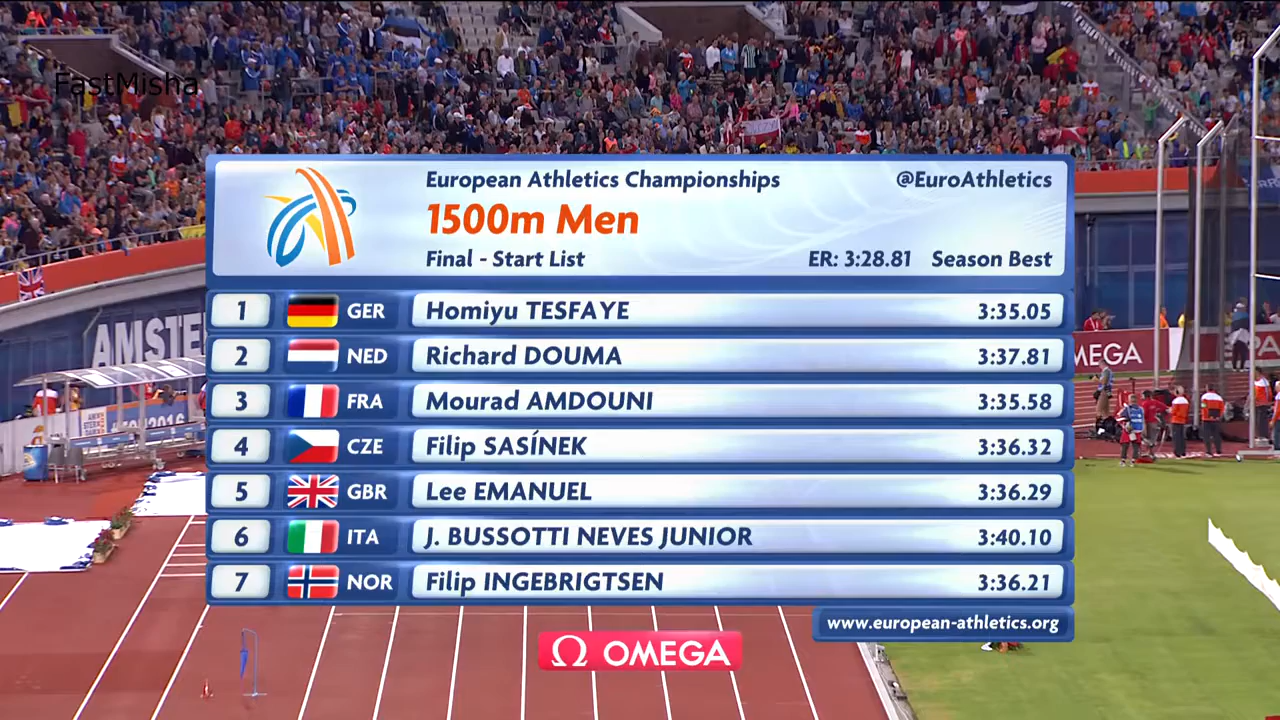 FastMisha
European Athletics Championships @EuroAthletics
1500m Men
Final - Start List ER: 3:28.81 Season Best
1 GER Homiyu TESFAYE 3:35.05
2 NED Richard DOUMA 3:37.81
3 FRA Mourad AMDOUNI 3:35.58
4 CZE Filip SASÍNEK 3:36.32
5 GBR Lee EMANUEL 3:36.29
6 ITA J. BUSSOTTI NEVES JUNIOR 3:40.10
7 NOR Filip INGEBRIGTSEN 3:36.21
www.european-athletics.org
Ω OMEGA
AMSTE
MEGA
2016